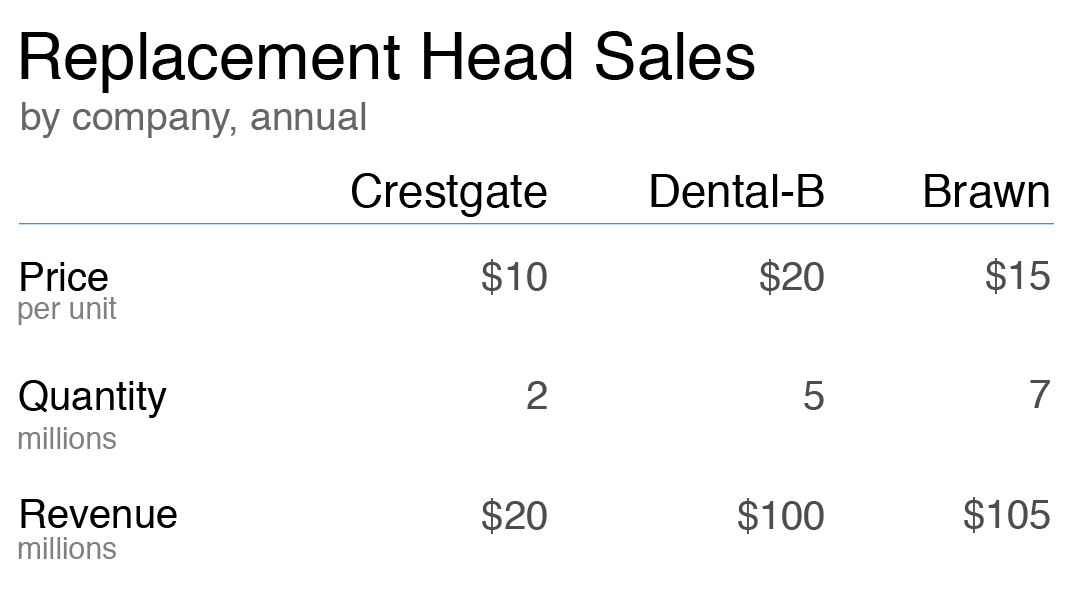 Replacement Head Sales
by company, annual
Crestgate Dental-B Brawn
Price $10 $20 $15
per unit
Quantity 2 5 7
millions
Revenue $20 $100 $105
millions